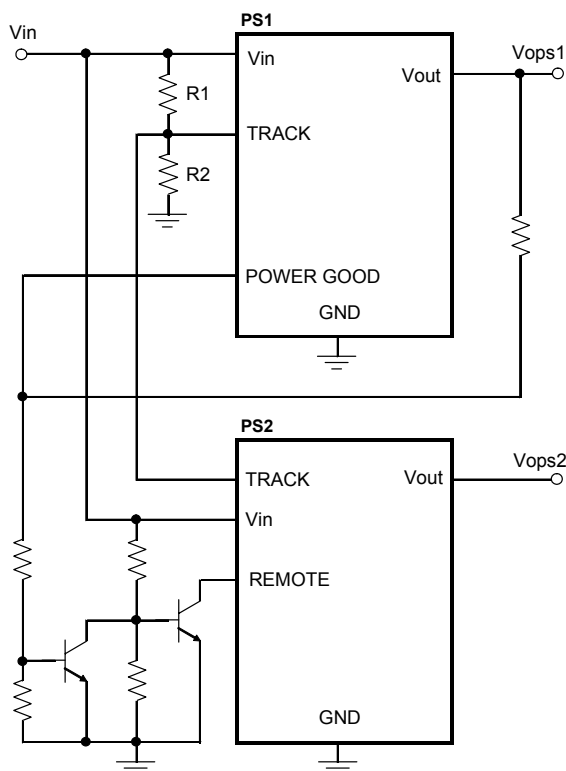 PS1
Vin
Vin
Vops1
Vout
R1
TRACK
R2
POWER GOOD
GND
PS2
Vops2
TRACK
Vout
Vin
REMOTE
GND